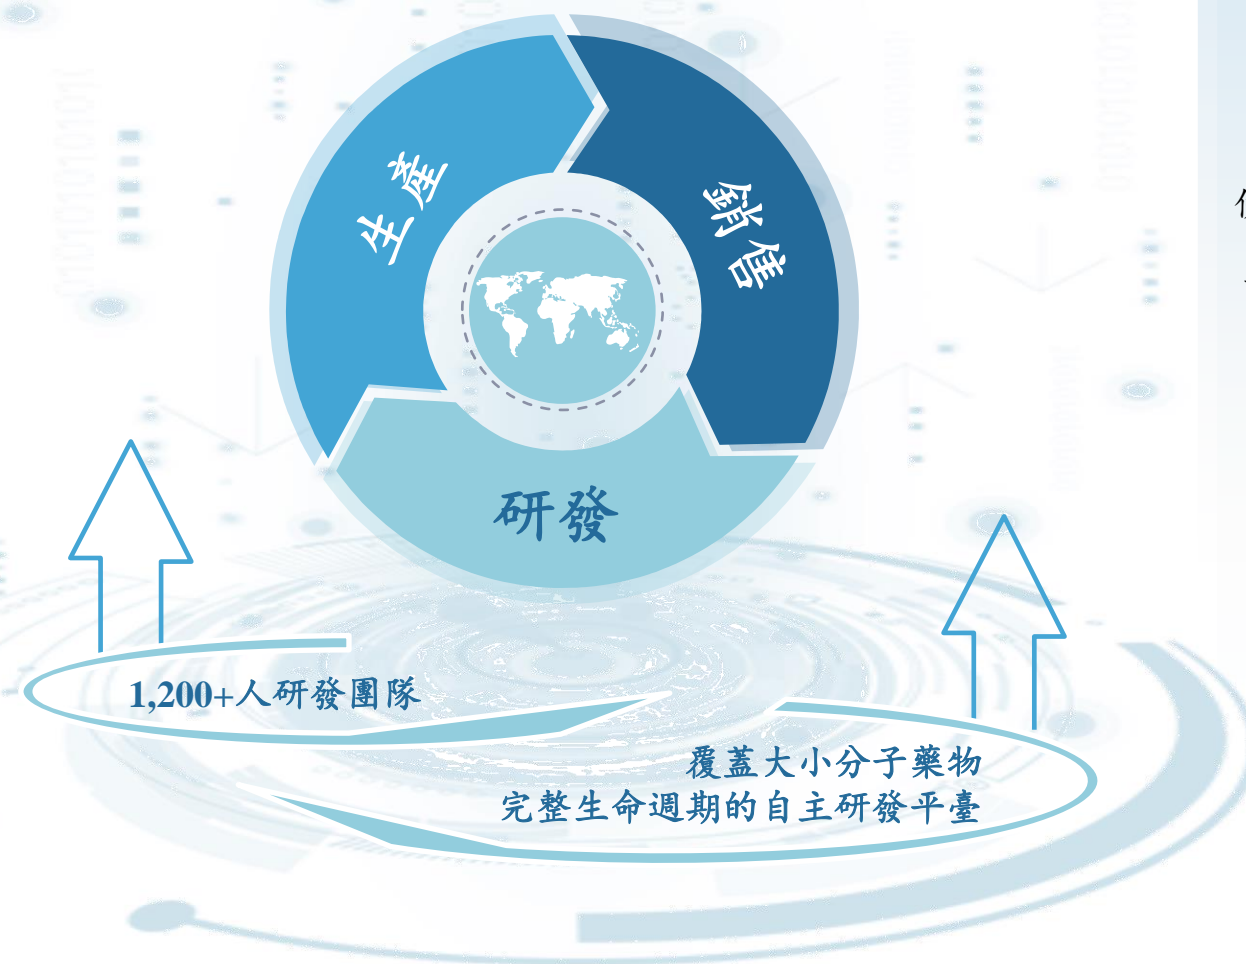 生產
銷售
研發
1,200+人研發團隊
覆蓋大小分子藥物
完整生命週期的自主研發平臺